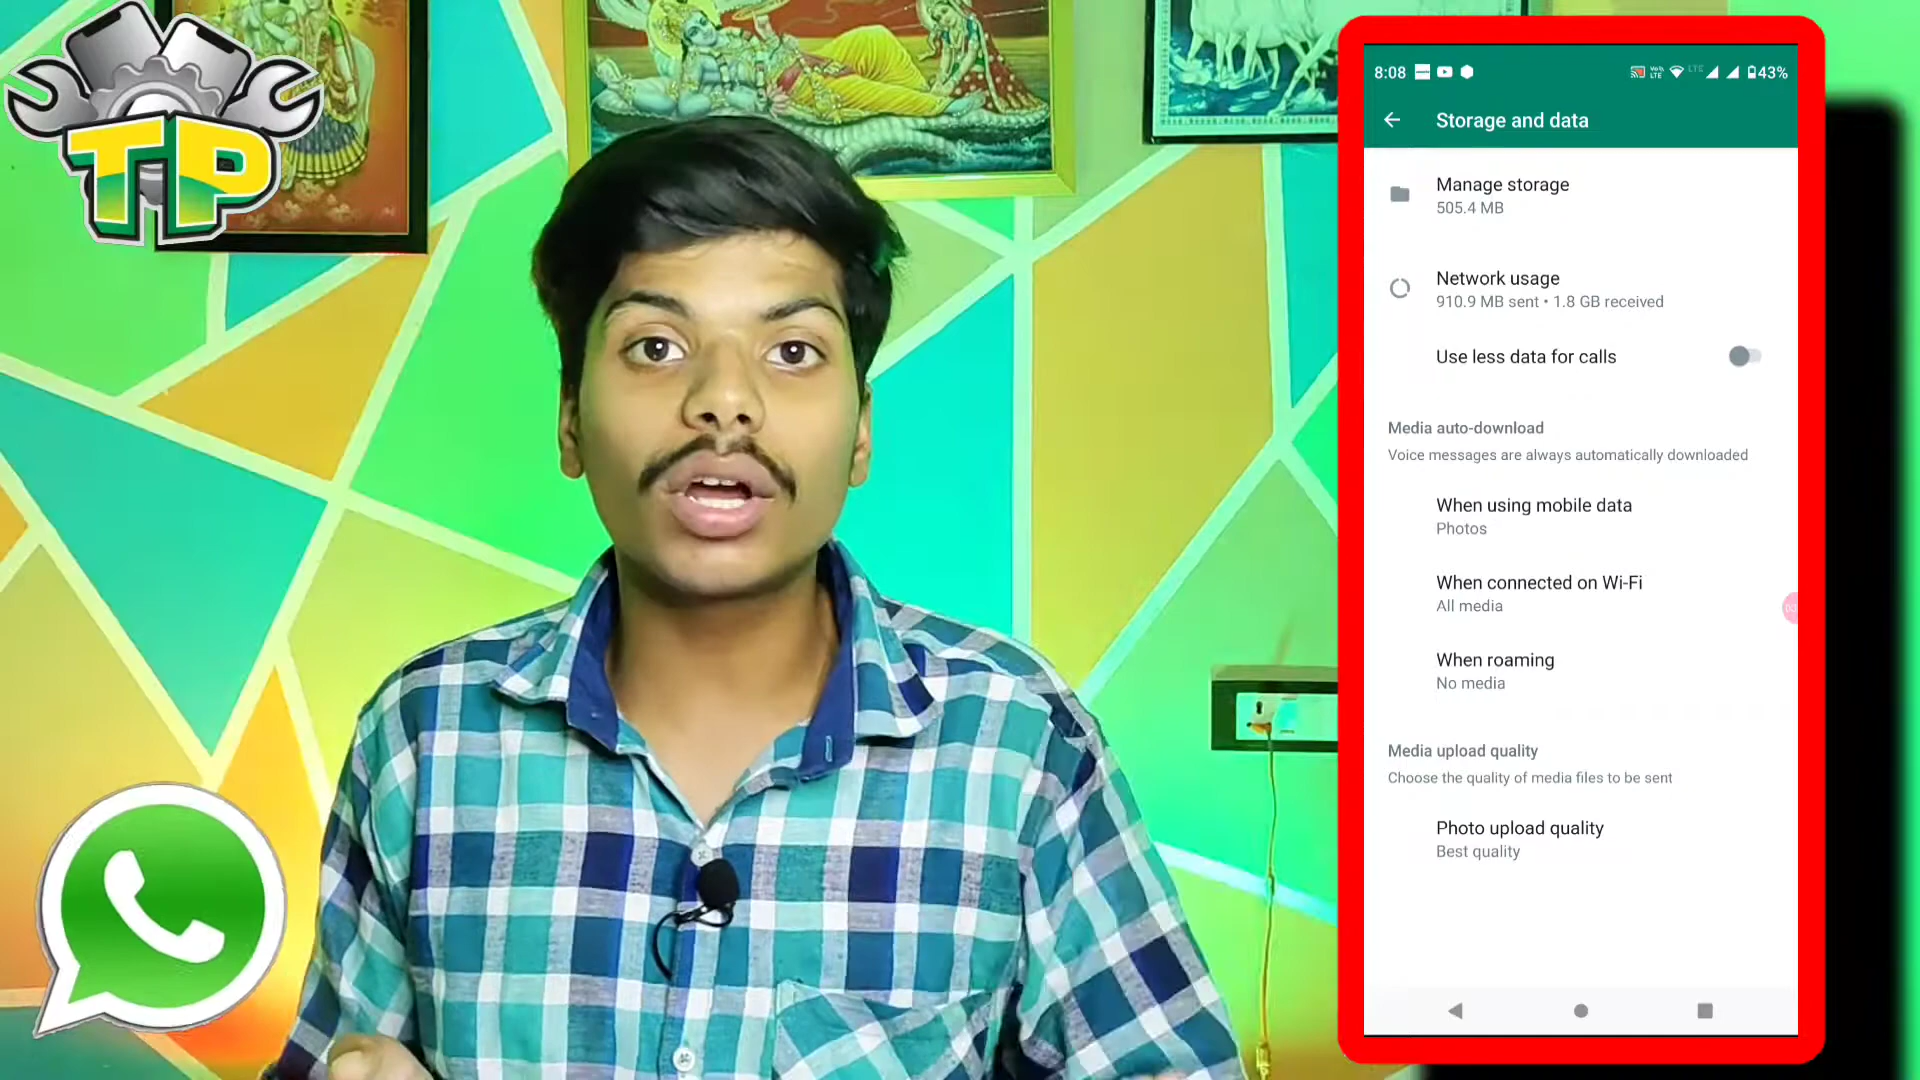 TP
8:08
Vo))
LTE
LTE
43%
Storage and data
Manage storage
505.4 MB
Network usage
910.9 MB sent • 1.8 GB received
Use less data for calls
Media auto-download
Voice messages are always automatically downloaded
When using mobile data
Photos
When connected on Wi-Fi
All media
When roaming
No media
Media upload quality
Choose the quality of media files to be sent
Photo upload quality
Best quality